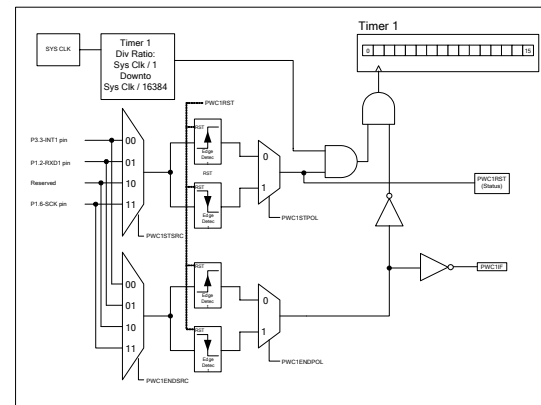 SYS CLK
Timer 1
Div Ratio:
Sys Clk / 1
Downto
Sys Clk / 16384
Timer 1
0
15
PWC1RST
P3.3-INT1 pin
P1.2-RXD1 pin
Reserved
P1.6-SCK pin
00
01
10
11
RST
Edge
Detec
RST
RST
Edge
Detec
0
1
PWC1STPOL
PWC1STSRC
PWC1RST
(Status)
00
01
10
11
RST
Edge
Detec
RST
Edge
Detec
0
1
PWC1ENDPOL
PWC1ENDSRC
PWC1IF